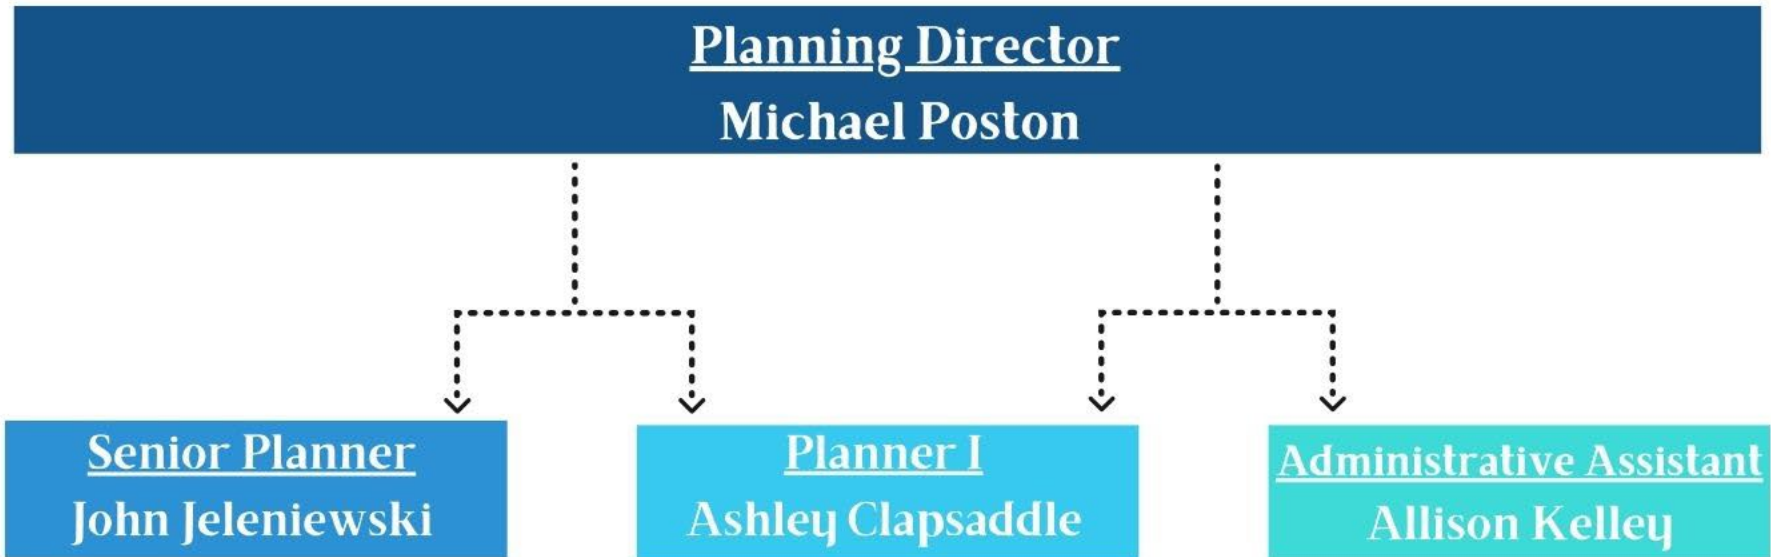 Planning Director
Michael Poston
Senior Planner
John Jeleniewski
Planner I
Ashley Clapsaddle
Administrative Assistant
Allison Kelley